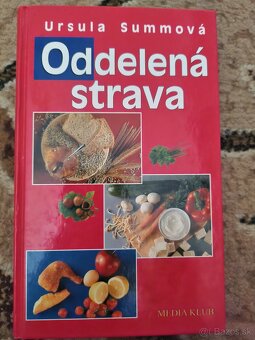 Ursula Summová
Oddelená
strava
MEDIA KLUB
Bazos.sk